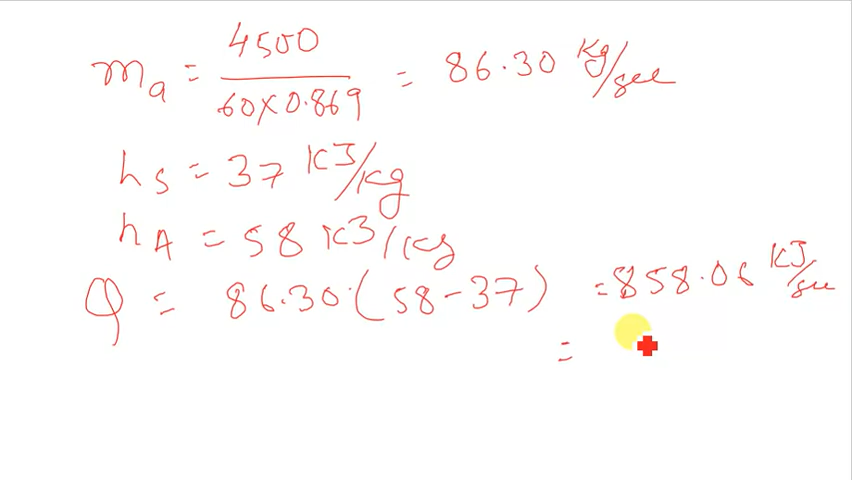 ma = 4500 / 60×0.869 = 86.30 Kg/sec
hs = 37 KJ/kg
hA = 58 KJ/Kg
Q = 86.30 (58-37) = 858.06 KJ/sec
=